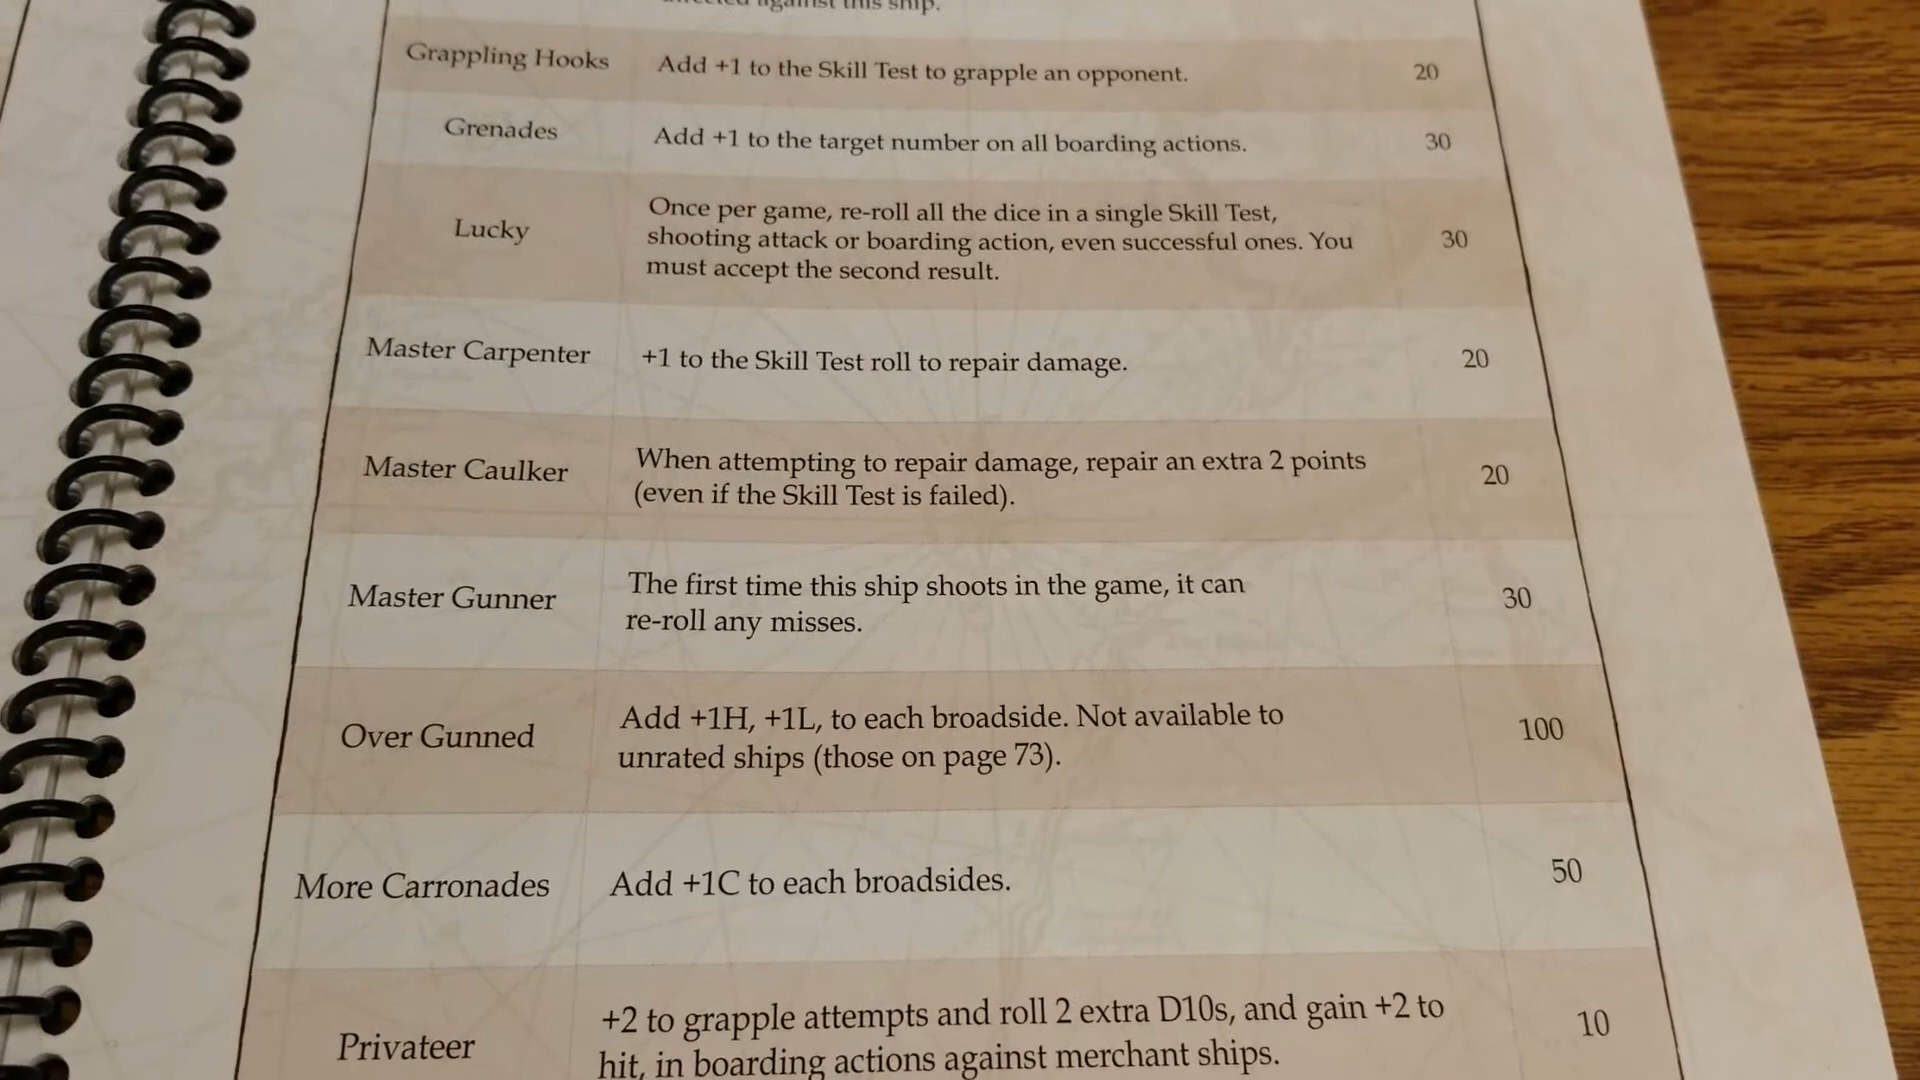 against this ship.
Grappling Hooks Add +1 to the Skill Test to grapple an opponent. 20
Grenades Add +1 to the target number on all boarding actions. 30
Once per game, re-roll all the dice in a single Skill Test,
Lucky shooting attack or boarding action, even successful ones. You 30
must accept the second result.
Master Carpenter +1 to the Skill Test roll to repair damage. 20
Master Caulker When attempting to repair damage, repair an extra 2 points 20
(even if the Skill Test is failed).
Master Gunner The first time this ship shoots in the game, it can 30
re-roll any misses.
Over Gunned Add +1H, +1L, to each broadside. Not available to 100
unrated ships (those on page 73).
More Carronades Add +1C to each broadsides. 50
+2 to grapple attempts and roll 2 extra D10s, and gain +2 to 10
Privateer hit, in boarding actions against merchant ships.